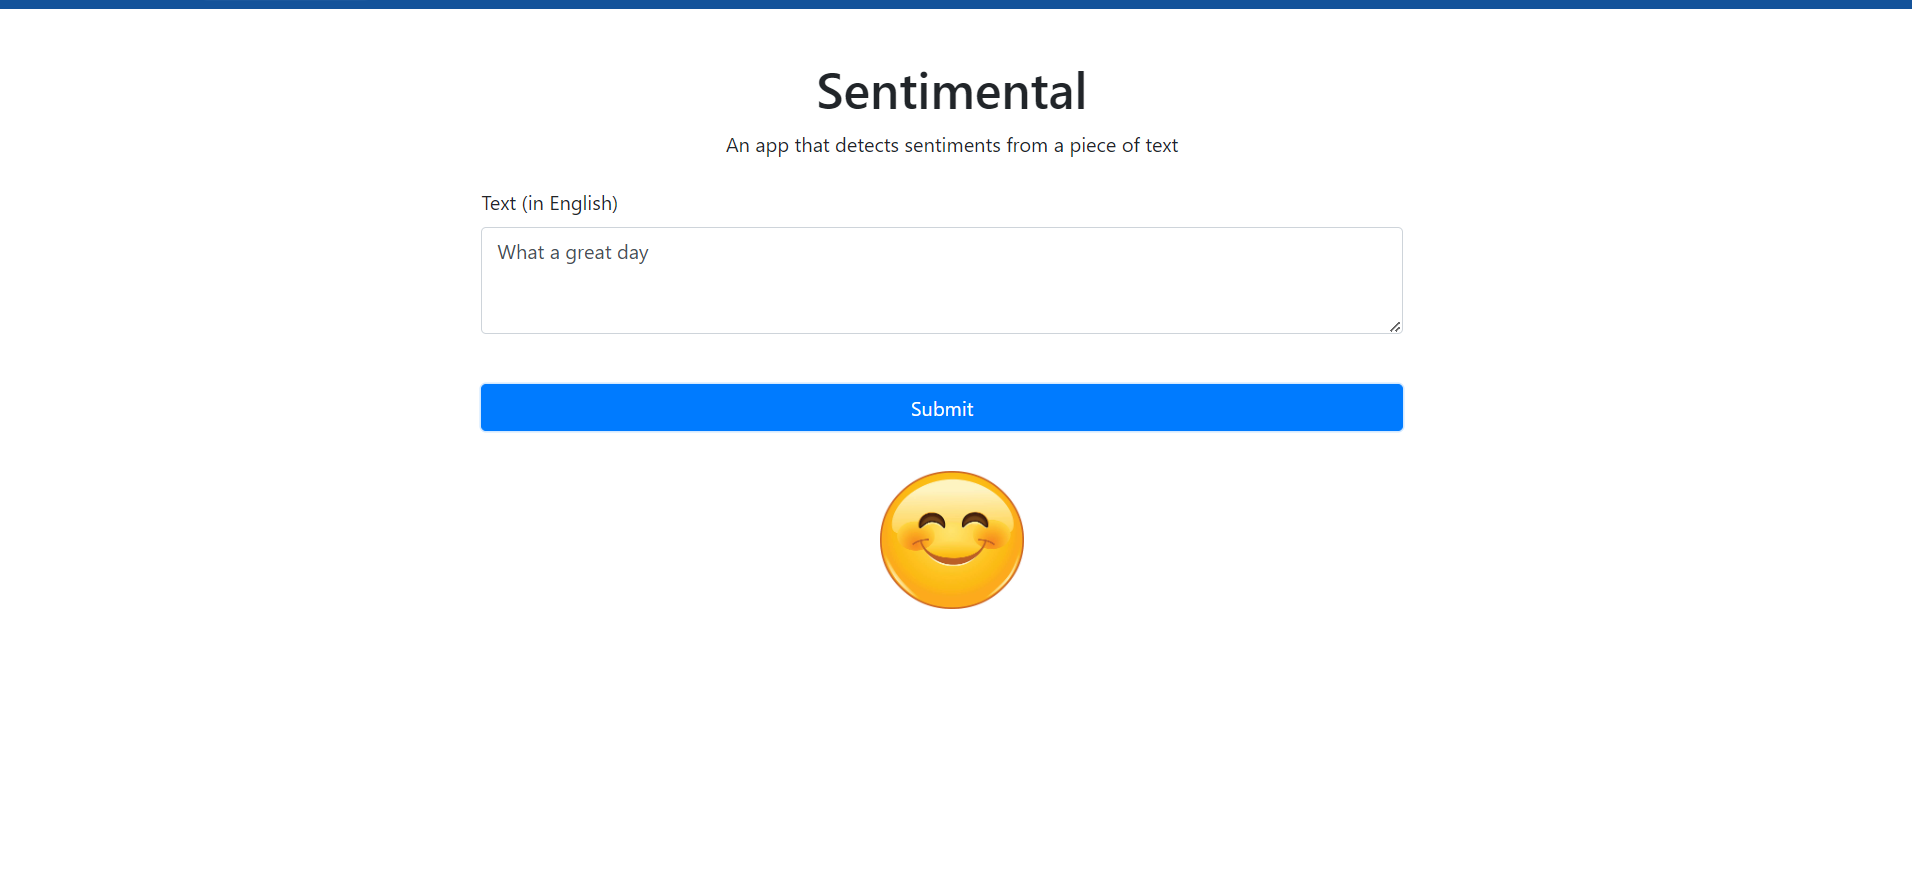 Sentimental
An app that detects sentiments from a piece of text
Text (in English)
What a great day
Submit